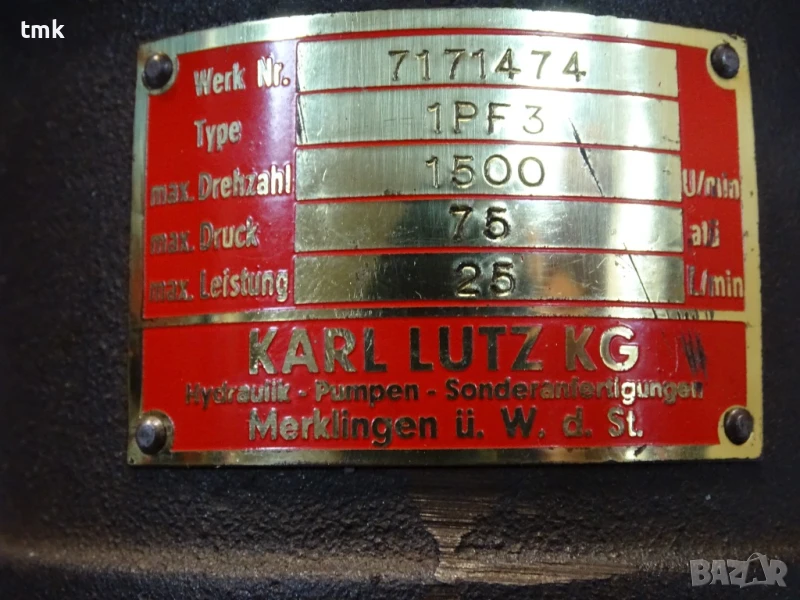 tmk
Werk Nr. 7171474
Type 1PF3
max. Drehzahl 1500 U/min
max. Druck 75 atü
max. Leistung 25 L/min
KARL LUTZ KG
Hydraulik - Pumpen - Sonderanfertigungen
Merklingen ü. W. d. St.
BAZAR